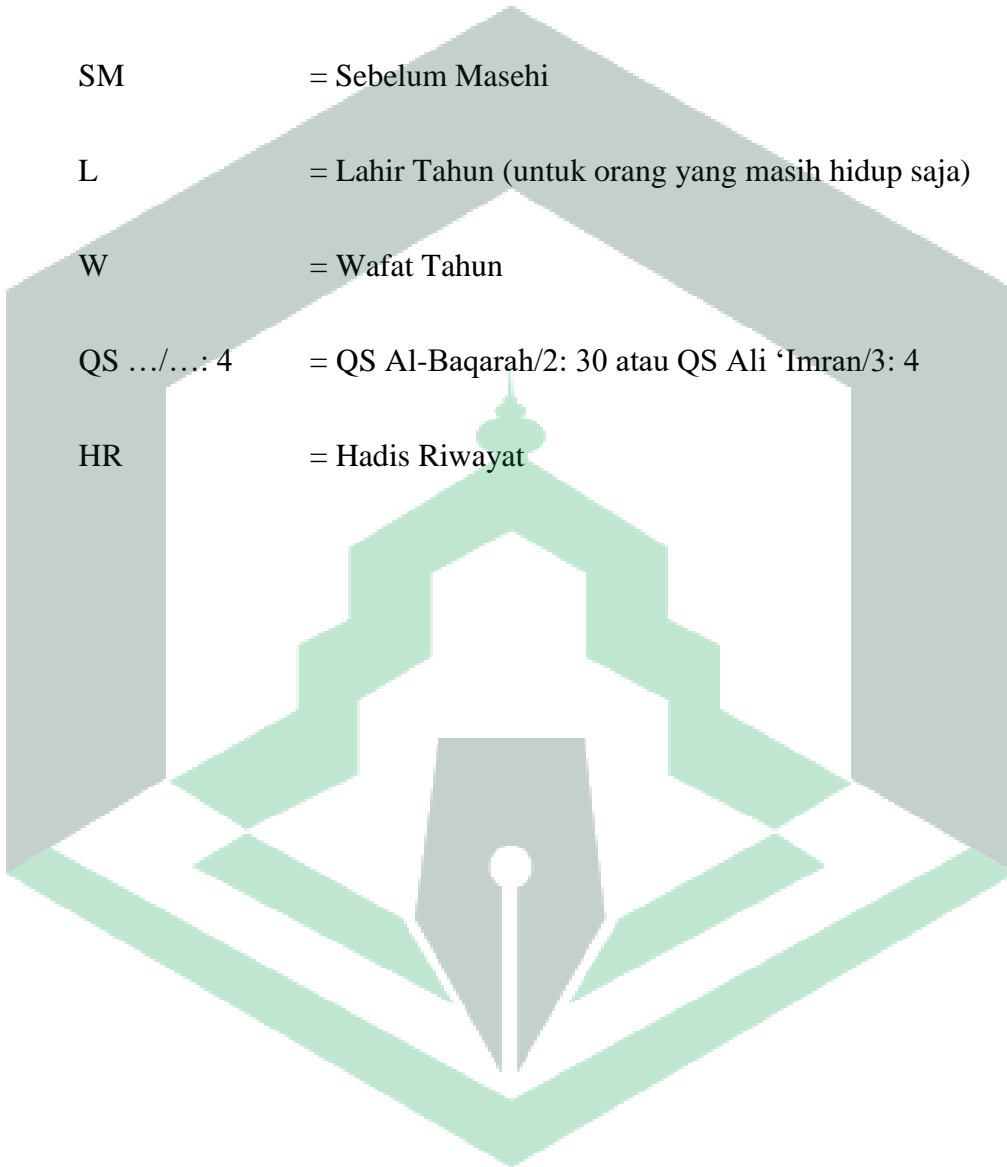 SM = Sebelum Masehi
L = Lahir Tahun (untuk orang yang masih hidup saja)
W = Wafat Tahun
QS …/…: 4 = QS Al-Baqarah/2: 30 atau QS Ali ‘Imran/3: 4
HR = Hadis Riwayat